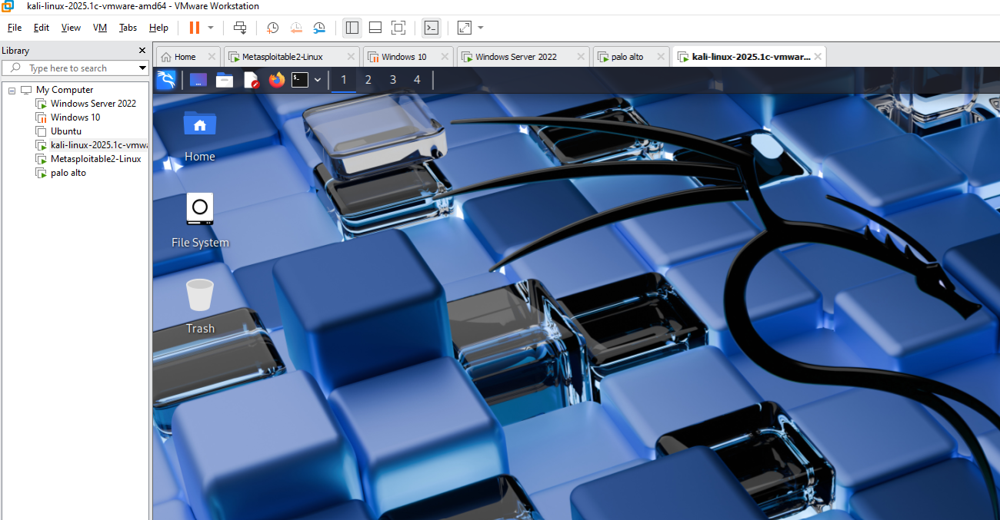 kali-linux-2025.1c-vmware-amd64 - VMware Workstation
File Edit View VM Tabs Help
Library
Type here to search
My Computer
Windows Server 2022
Windows 10
Ubuntu
kali-linux-2025.1c-vmwa
Metasploitable2-Linux
palo alto
Home Metasploitable2-Linux Windows 10 Windows Server 2022 palo alto kali-linux-2025.1c-vmwar...
1 2 3 4
Home
File System
Trash